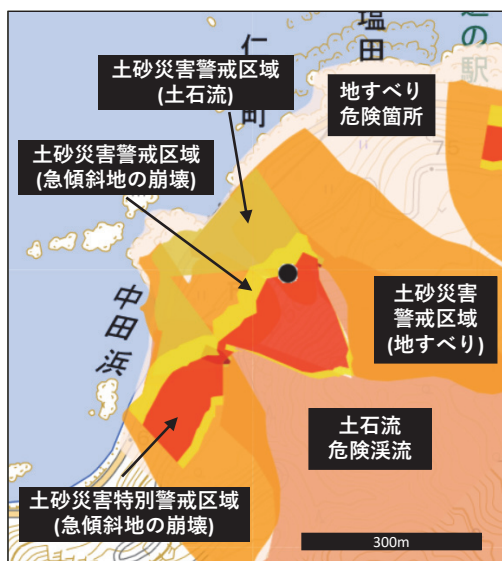 塩田
仁
町
の駅
土砂災害警戒区域
(土石流)
地すべり
危険箇所
75
土砂災害警戒区域
(急傾斜地の崩壊)
中田浜
土砂災害
警戒区域
(地すべり)
土石流
危険渓流
土砂災害特別警戒区域
(急傾斜地の崩壊)
300m